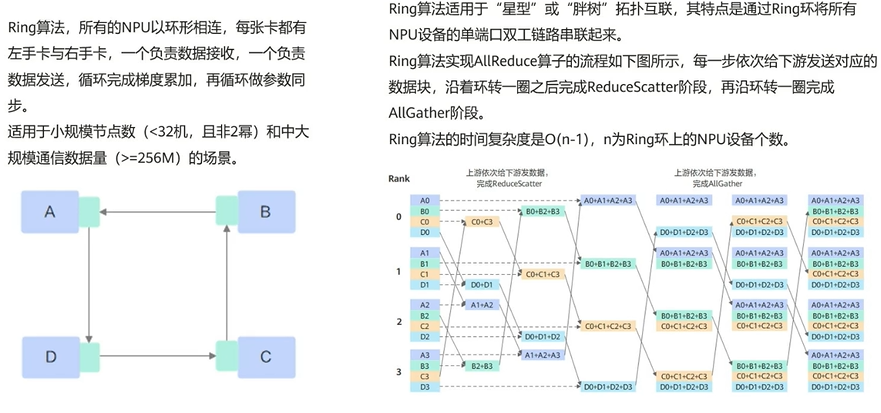 Ring算法，所有的NPU以环形相连，每张卡都有
左手卡与右手卡，一个负责数据接收，一个负责
数据发送，循环完成梯度累加，再循环做参数同
步。
适用于小规模节点数（<32机，且非2幂）和中大
规模通信数据量（>=256M）的场景。
A
B
D
C
Ring算法适用于“星型”或“胖树”拓扑互联，其特点是通过Ring环将所有
NPU设备的单端口双工链路串联起来。
Ring算法实现AllReduce算子的流程如下图所示，每一步依次给下游发送对应的
数据块，沿着环转一圈之后完成ReduceScatter阶段，再沿环转一圈完成
AllGather阶段。
Ring算法的时间复杂度是O(n-1)，n为Ring环上的NPU设备个数。
上游依次给下游发数据，
完成ReduceScatter
上游依次给下游发数据，
完成AllGather
Rank
A0 A0+A1+A2+A3 A0+A1+A2+A3 A0+A1+A2+A3 A0+A1+A2+A3
0 B0 B0+B2+B3 B0+B1+B2+B3
C0 C0+C3 C0+C1+C2+C3 C0+C1+C2+C3
D0 D0+D1+D2+D3 D0+D1+D2+D3 D0+D1+D2+D3
A1 A0+A1+A2+A3 A0+A1+A2+A3 A0+A1+A2+A3
1 B1 B0+B1+B2+B3 B0+B1+B2+B3 B0+B1+B2+B3 B0+B1+B2+B3
C1 C0+C1+C3 C0+C1+C2+C3
D1 D0+D1 D0+D1+D2+D3 D0+D1+D2+D3
A2 A1+A2 A0+A1+A2+A3 A0+A1+A2+A3
2 B2 B0+B1+B2+B3 B0+B1+B2+B3 B0+B1+B2+B3
C2 C0+C1+C2+C3 C0+C1+C2+C3 C0+C1+C2+C3 C0+C1+C2+C3
D2 D0+D1+D2 D0+D1+D2+D3
A3 A1+A2+A3 A0+A1+A2+A3
3 B3 B2+B3 B0+B1+B2+B3 B0+B1+B2+B3
C3 C0+C1+C2+C3 C0+C1+C2+C3 C0+C1+C2+C3
D3 D0+D1+D2+D3 D0+D1+D2+D3 D0+D1+D2+D3 D0+D1+D2+D3